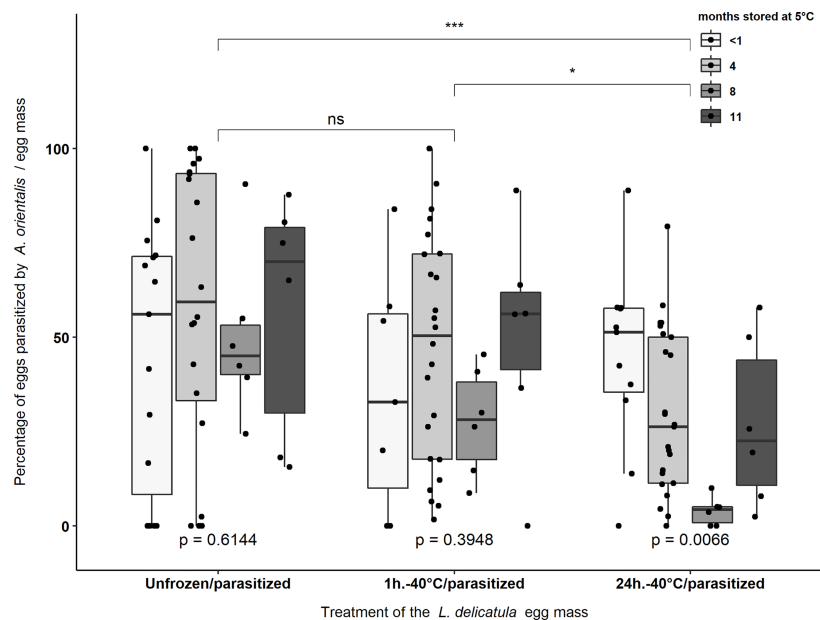 months stored at 5°C
<1
4
8
11
***
*
ns
Percentage of eggs parasitized by A. orientalis / egg mass
100
50
0
p = 0.6144
p = 0.3948
p = 0.0066
Unfrozen/parasitized
1h.-40°C/parasitized
24h.-40°C/parasitized
Treatment of the L. delicatula egg mass